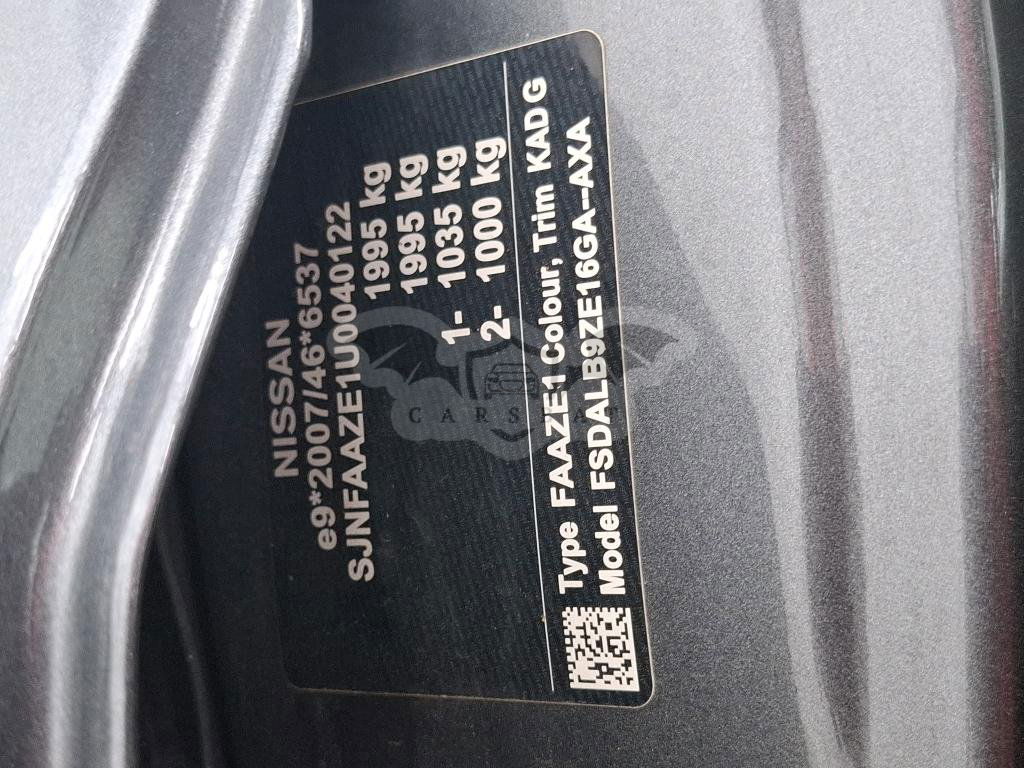 NISSAN
e9*2007/46*6537
SJNFAAZE1U0040122
1995 kg
1995 kg
1- 1035 kg
2- 1000 kg
Type FAAZE1 Colour, Trim KAD G
Model FSDALB9ZE16GA--AXA